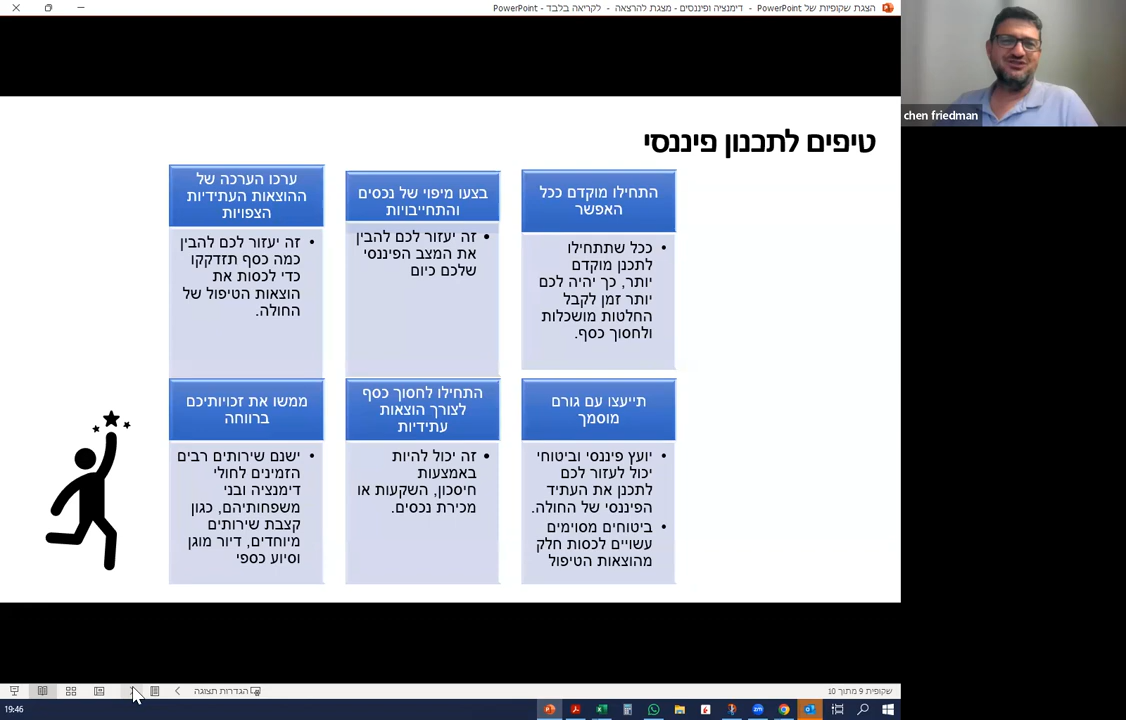 הצגת שקופיות של PowerPoint - דימנציה ופיננסים - מצגת להרצאה - לקריאה בלבד - PowerPoint
chen friedman
טיפים לתכנון פיננסי
התחילו מוקדם ככל
האפשר
ככל שתתחילו
לתכנן מוקדם
יותר, כך יהיה לכם
יותר זמן לקבל
החלטות מושכלות
ולחסוך כסף.
בצעו מיפוי של נכסים
והתחייבויות
זה יעזור לכם להבין
את המצב הפיננסי
שלכם כיום
ערכו הערכה של
ההוצאות העתידיות
הצפויות
זה יעזור לכם להבין
כמה כסף תזדקקו
כדי לכסות את
הוצאות הטיפול של
החולה.
תייעצו עם גורם
מוסמך
יועץ פיננסי וביטוחי
יכול לעזור לכם
לתכנן את העתיד
הפיננסי של החולה.
ביטוחים מסוימים
עשויים לכסות חלק
מהוצאות הטיפול
התחילו לחסוך כסף
לצורך הוצאות
עתידיות
זה יכול להיות
באמצעות
חיסכון, השקעות או
מכירת נכסים.
ממשו את זכויותיכם
ברווחה
ישנם שירותים רבים
הזמינים לחולי
דימנציה ובני
משפחותיהם, כגון
קצבת שירותים
מיוחדים, דיור מוגן
וסיוע כספי
שקופית 9 מתוך 10
הגדרות תצוגה
19:46